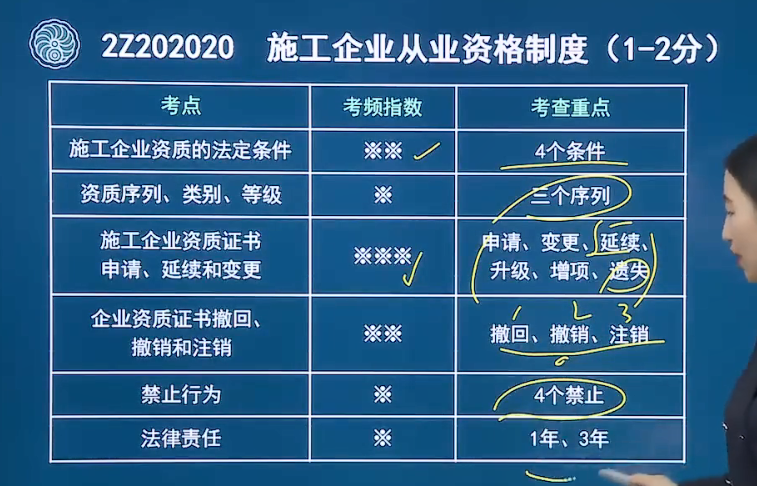 2Z202020 施工企业从业资格制度（1-2分）
考点 考频指数 考查重点
施工企业资质的法定条件 ※※ 4个条件
资质序列、类别、等级 ※ 三个序列
施工企业资质证书
申请、延续和变更 ※※※ 申请、变更、延续、
升级、增项、遗失
1 2 3
企业资质证书撤回、
撤销和注销 ※※ 撤回、撤销、注销
禁止行为 ※ 4个禁止
法律责任 ※ 1年、3年